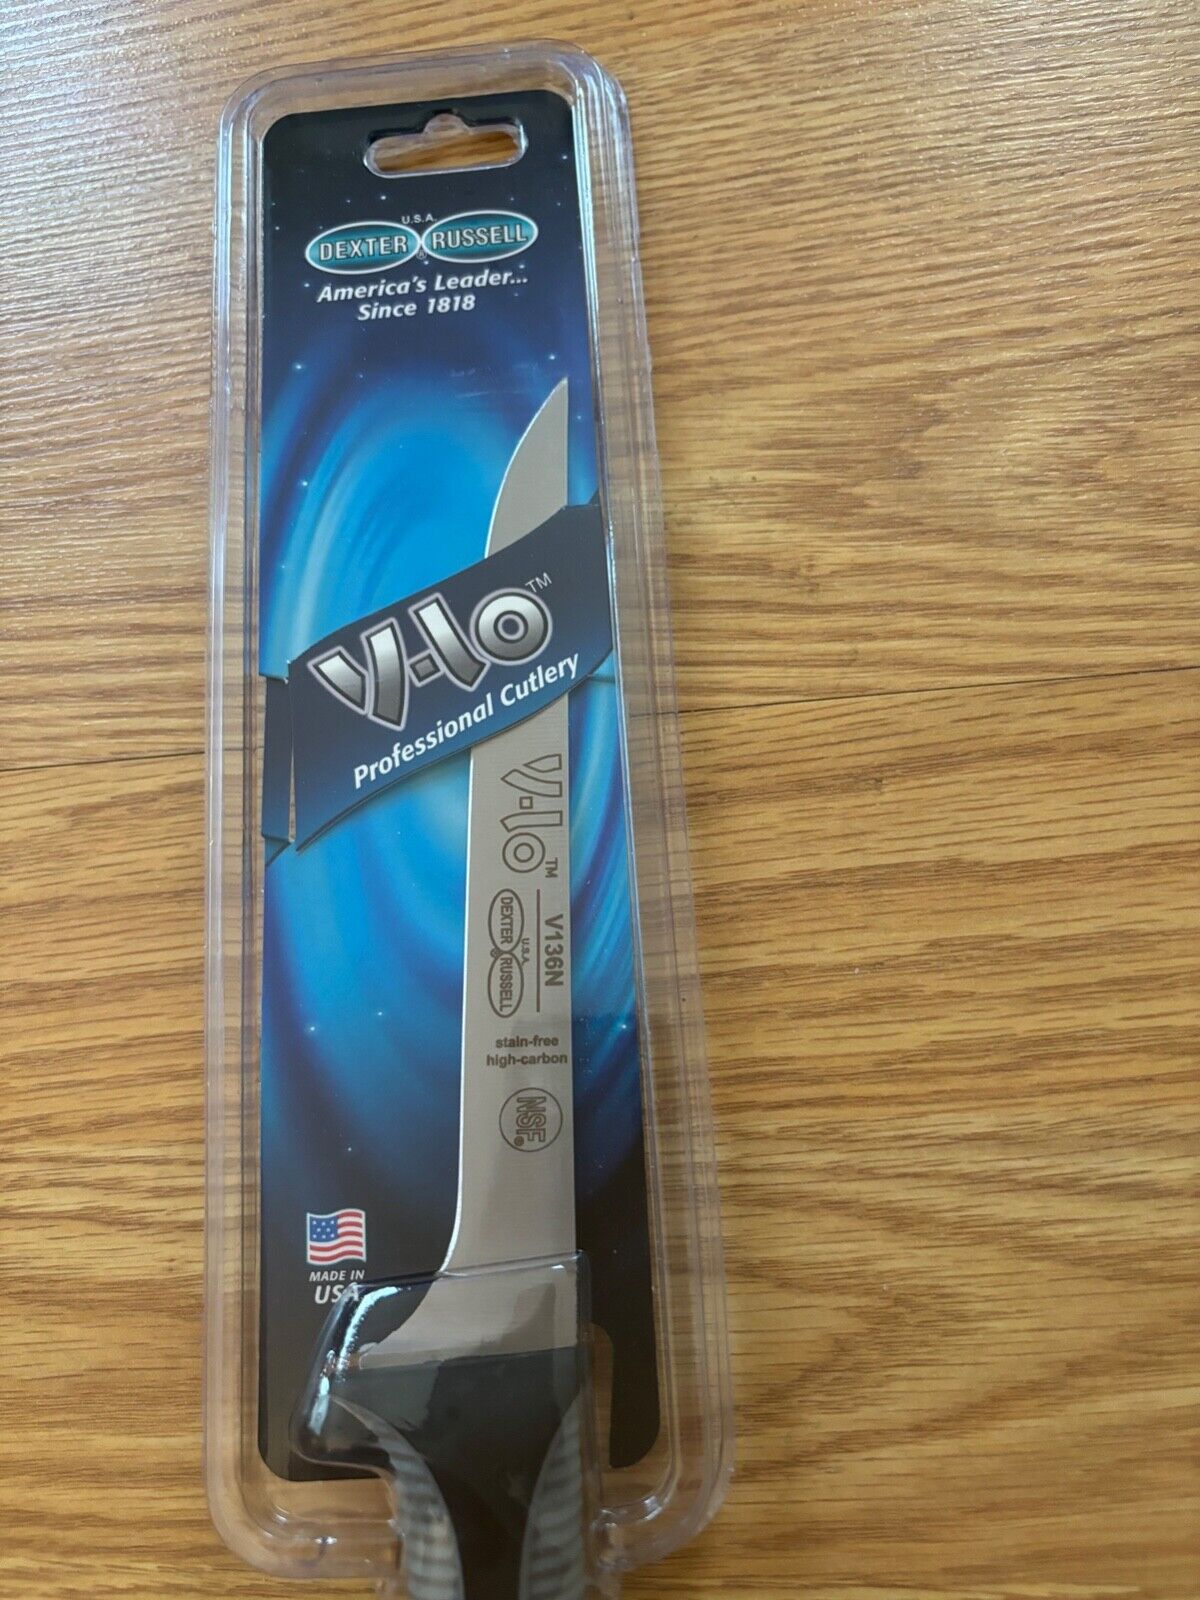 U.S.A.
DEXTER RUSSELL®
America's Leader...
Since 1818
V-lo™
Professional Cutlery
V-lo™
V136N
U.S.A.
DEXTER RUSSELL®
stain-free
high-carbon
NSF®
MADE IN
USA